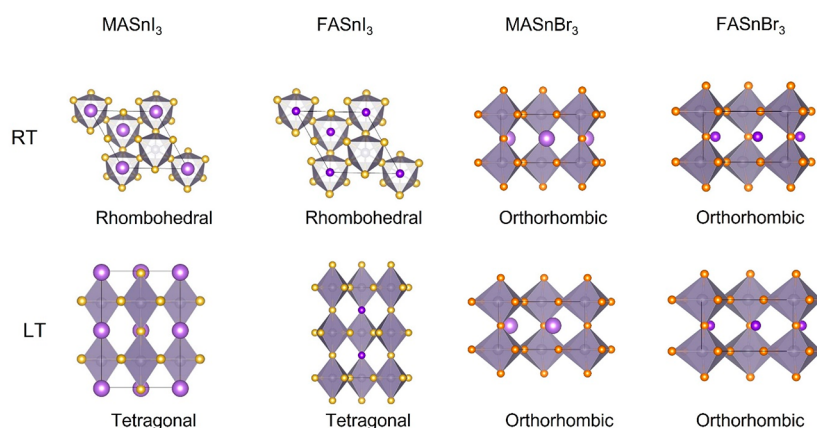 MASnI₃ FASnI₃ MASnBr₃ FASnBr₃
RT
Rhombohedral Rhombohedral Orthorhombic Orthorhombic
LT
Tetragonal Tetragonal Orthorhombic Orthorhombic